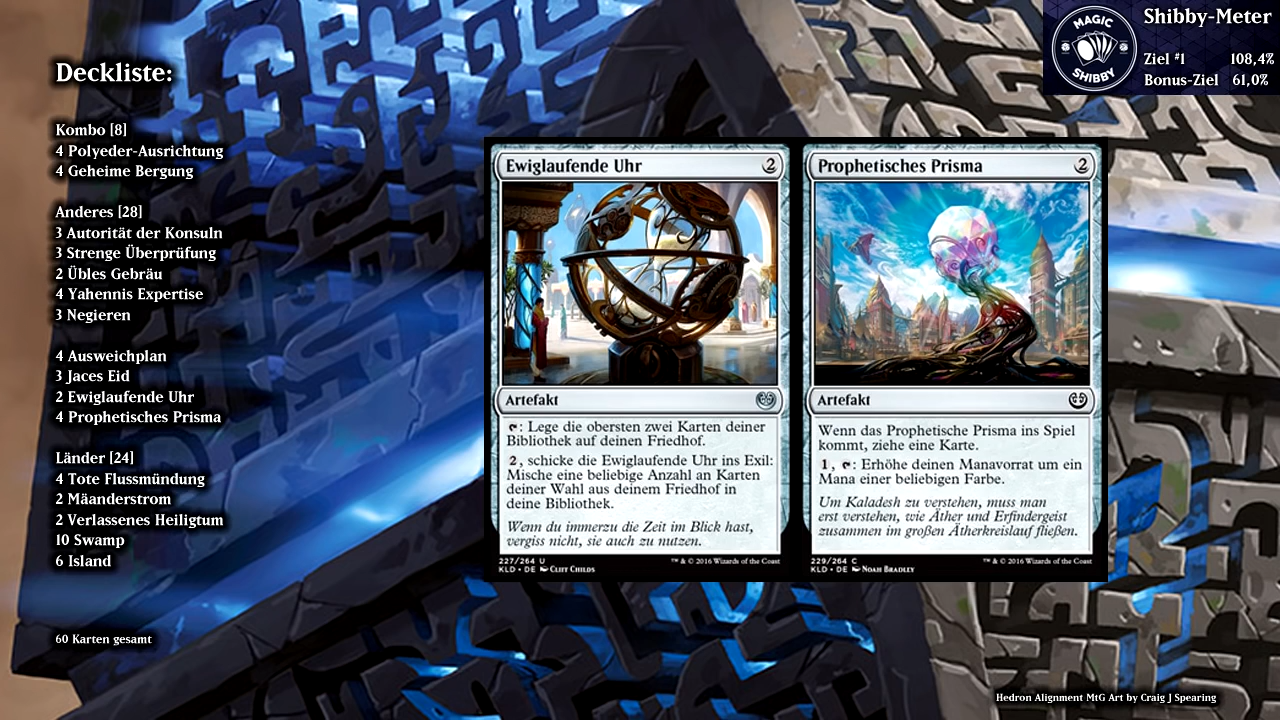 Deckliste:
Kombo [8]
4 Polyeder-Ausrichtung
4 Geheime Bergung
Anderes [28]
3 Autorität der Konsuln
3 Strenge Überprüfung
2 Übles Gebräu
4 Yahennis Expertise
3 Negieren
4 Ausweichplan
3 Jaces Eid
2 Ewiglaufende Uhr
4 Prophetisches Prisma
Länder [24]
4 Tote Flussmündung
2 Mäanderstrom
2 Verlassenes Heiligtum
10 Swamp
6 Island
60 Karten gesamt
Ewiglaufende Uhr 2
Artefakt
: Lege die obersten zwei Karten deiner
Bibliothek auf deinen Friedhof.
2, schicke die Ewiglaufende Uhr ins Exil:
Mische eine beliebige Anzahl an Karten
deiner Wahl aus deinem Friedhof in
deine Bibliothek.
Wenn du immerzu die Zeit im Blick hast,
vergiss nicht, sie auch zu nutzen.
227/264 U
KLD • DE Cliff Childs
™ & © 2016 Wizards of the Coast
Prophetisches Prisma 2
Artefakt
Wenn das Prophetische Prisma ins Spiel
kommt, ziehe eine Karte.
1, : Erhöhe deinen Manavorrat um ein
Mana einer beliebigen Farbe.
Um Kaladesh zu verstehen, muss man
erst verstehen, wie Äther und Erfindergeist
zusammen im großen Ätherkreislauf fließen.
229/264 C
KLD • DE Noah Bradley
™ & © 2016 Wizards of the Coast
MAGIC
SHIBBY
Shibby-Meter
Ziel #1 108,4%
Bonus-Ziel 61,0%
Hedron Alignment MtG Art by Craig J Spearing